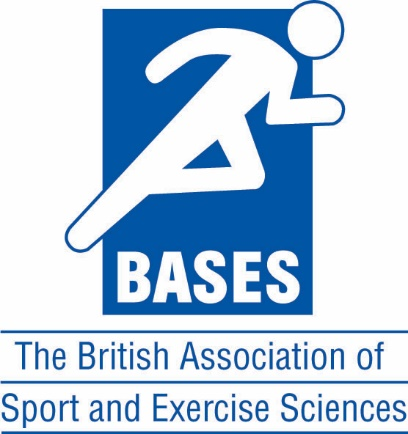 BASES
The British Association of
Sport and Exercise Sciences